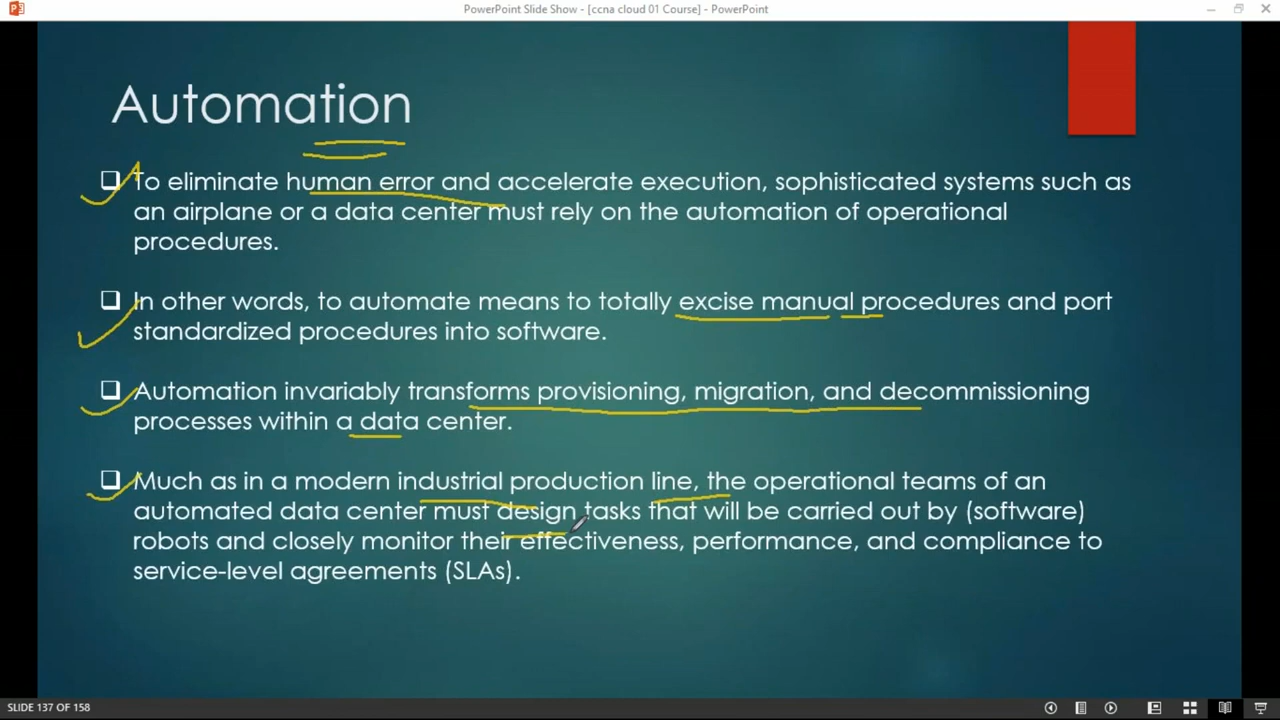 PowerPoint Slide Show - [ccna cloud 01 Course] - PowerPoint
Automation
To eliminate human error and accelerate execution, sophisticated systems such as
an airplane or a data center must rely on the automation of operational
procedures.
In other words, to automate means to totally excise manual procedures and port
standardized procedures into software.
Automation invariably transforms provisioning, migration, and decommissioning
processes within a data center.
Much as in a modern industrial production line, the operational teams of an
automated data center must design tasks that will be carried out by (software)
robots and closely monitor their effectiveness, performance, and compliance to
service-level agreements (SLAs).
SLIDE 137 OF 158